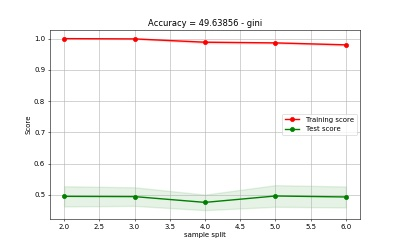 Accuracy = 49.63856 - gini
Score
1.0
0.9
0.8
0.7
0.6
0.5
Training score
Test score
2.0 2.5 3.0 3.5 4.0 4.5 5.0 5.5 6.0
sample split